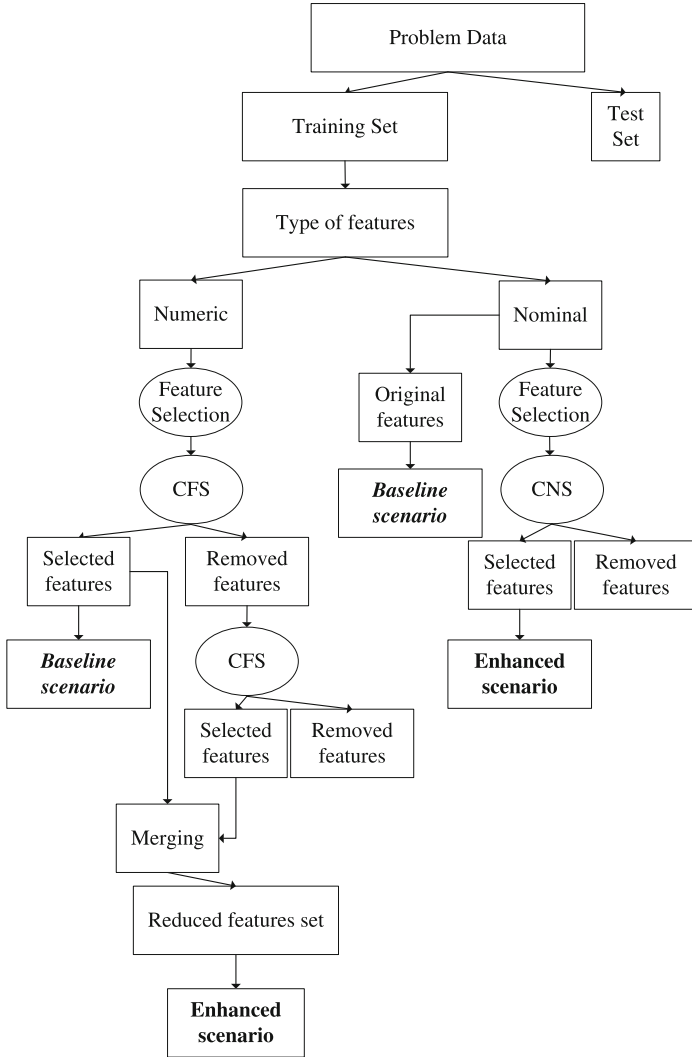 Problem Data
Training Set
Test
Set
Type of features
Numeric
Nominal
Feature
Selection
Original
features
Feature
Selection
CFS
Baseline
scenario
CNS
Selected
features
Removed
features
Selected
features
Removed
features
Baseline
scenario
CFS
Enhanced
scenario
Selected
features
Removed
features
Merging
Reduced features set
Enhanced
scenario